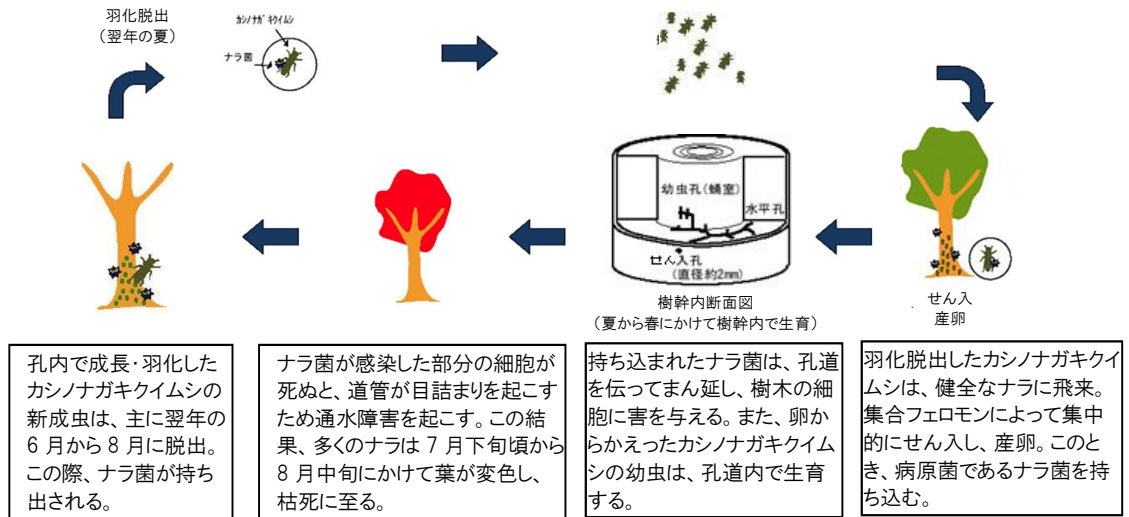 羽化脱出
（翌年の夏）
カシノナガキクイムシ
ナラ菌
幼虫孔(蛹室)
水平孔
せん入孔
(直径約2mm)
樹幹内断面図
（夏から春にかけて樹幹内で生育）
せん入
産卵
孔内で成長・羽化した
カシノナガキクイムシの
新成虫は、主に翌年の
6 月から 8 月に脱出。
この際、ナラ菌が持ち
出される。
ナラ菌が感染した部分の細胞が
死ぬと、道管が目詰まりを起こす
ため通水障害を起こす。この結
果、多くのナラは 7 月下旬頃から
8 月中旬にかけて葉が変色し、
枯死に至る。
持ち込まれたナラ菌は、孔道
を伝ってまん延し、樹木の細
胞に害を与える。また、卵か
らかえったカシノナガキクイム
シの幼虫は、孔道内で生育
する。
羽化脱出したカシノナガキクイ
ムシは、健全なナラに飛来。
集合フェロモンによって集中
的にせん入し、産卵。このと
き、病原菌であるナラ菌を持
ち込む。